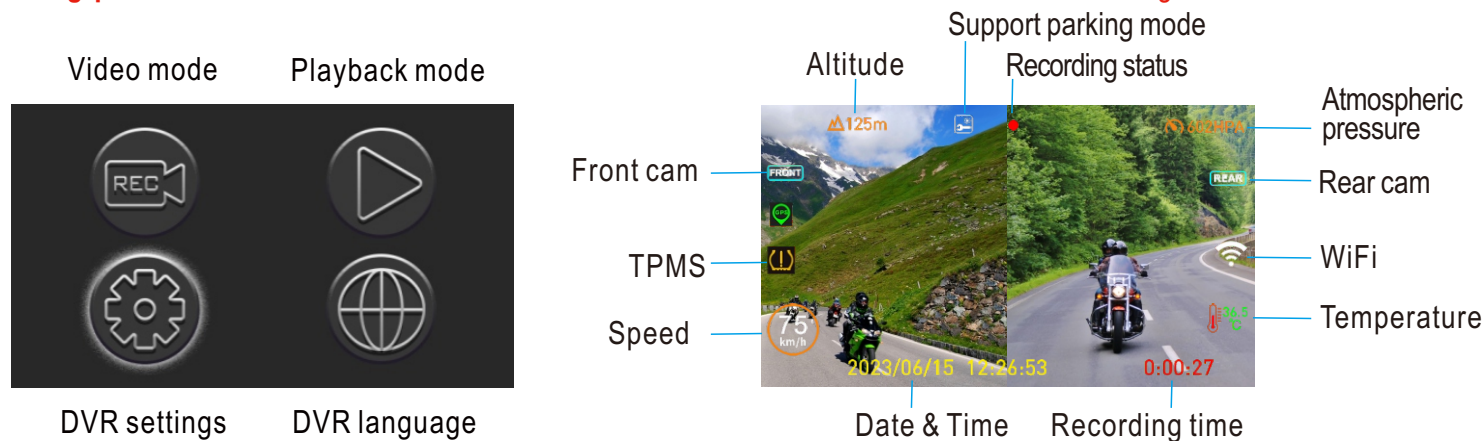 Support parking mode
Video mode
Playback mode
Altitude
Recording status
Atmospheric
pressure
125m
602HPA
REC
Front cam
FRONT
REAR
Rear cam
GPS
TPMS
WiFi
Speed
75
km/h
°C
Temperature
2023/06/15 12:26:53
0:00:27
DVR settings
DVR language
Date & Time
Recording time